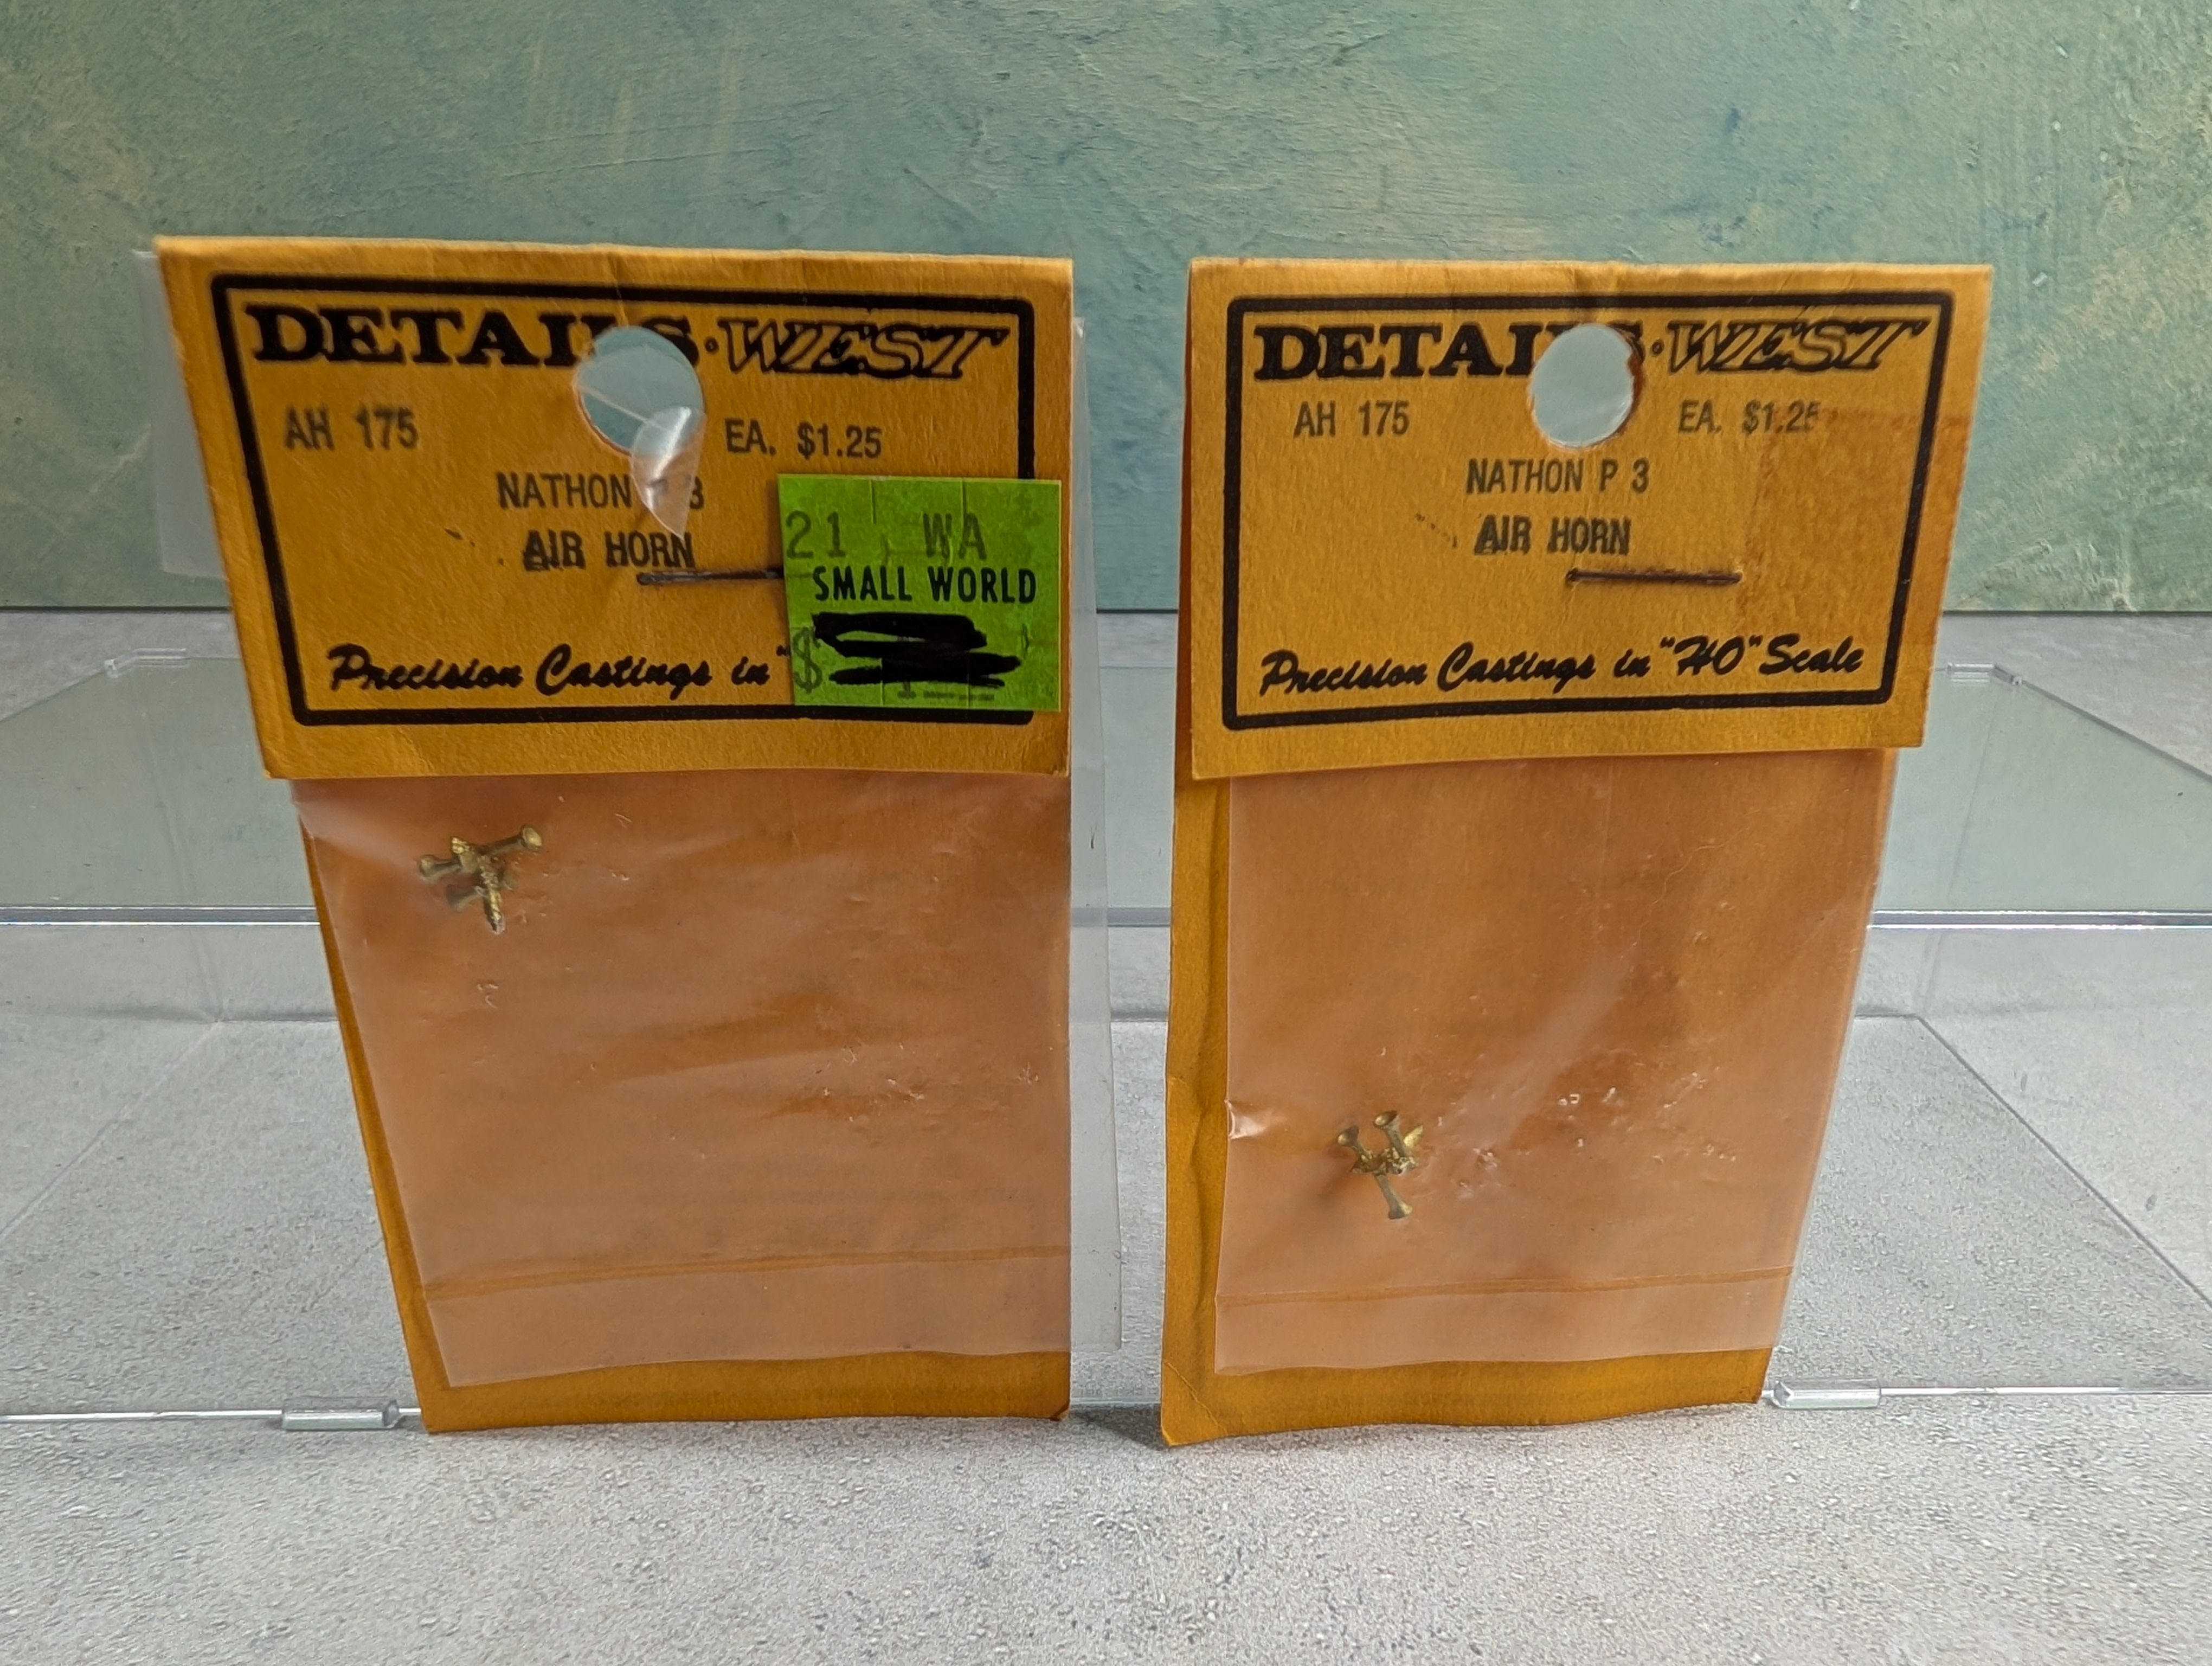 DETAILS·WEST
AH 175 EA. $1.25
NATHON P 3
AIR HORN
Precision Castings in "
21 WA
SMALL WORLD
$
DETAILS·WEST
AH 175 EA. $1.25
NATHON P 3
AIR HORN
Precision Castings in "HO" Scale